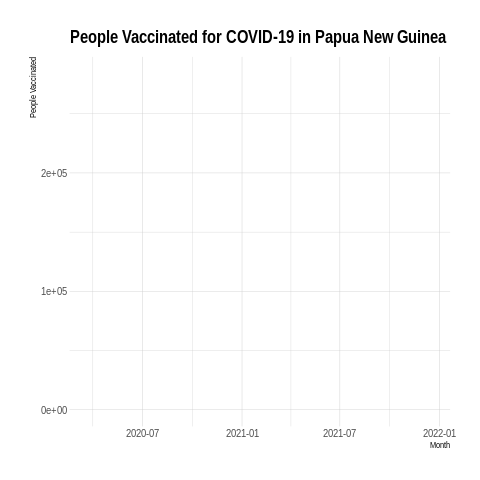 People Vaccinated for COVID-19 in Papua New Guinea
People Vaccinated
2e+05
1e+05
0e+00
2020-07 2021-01 2021-07 2022-01
Month